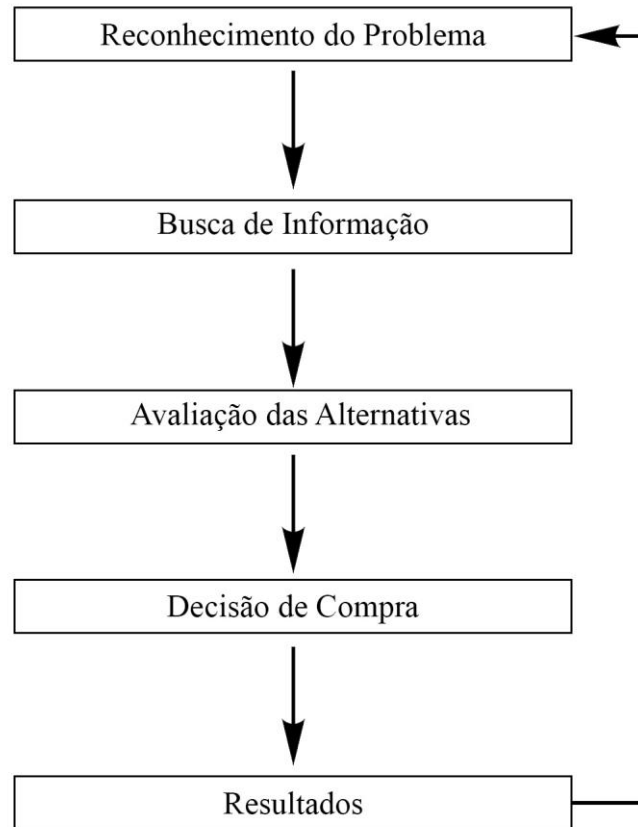 Reconhecimento do Problema
Busca de Informação
Avaliação das Alternativas
Decisão de Compra
Resultados